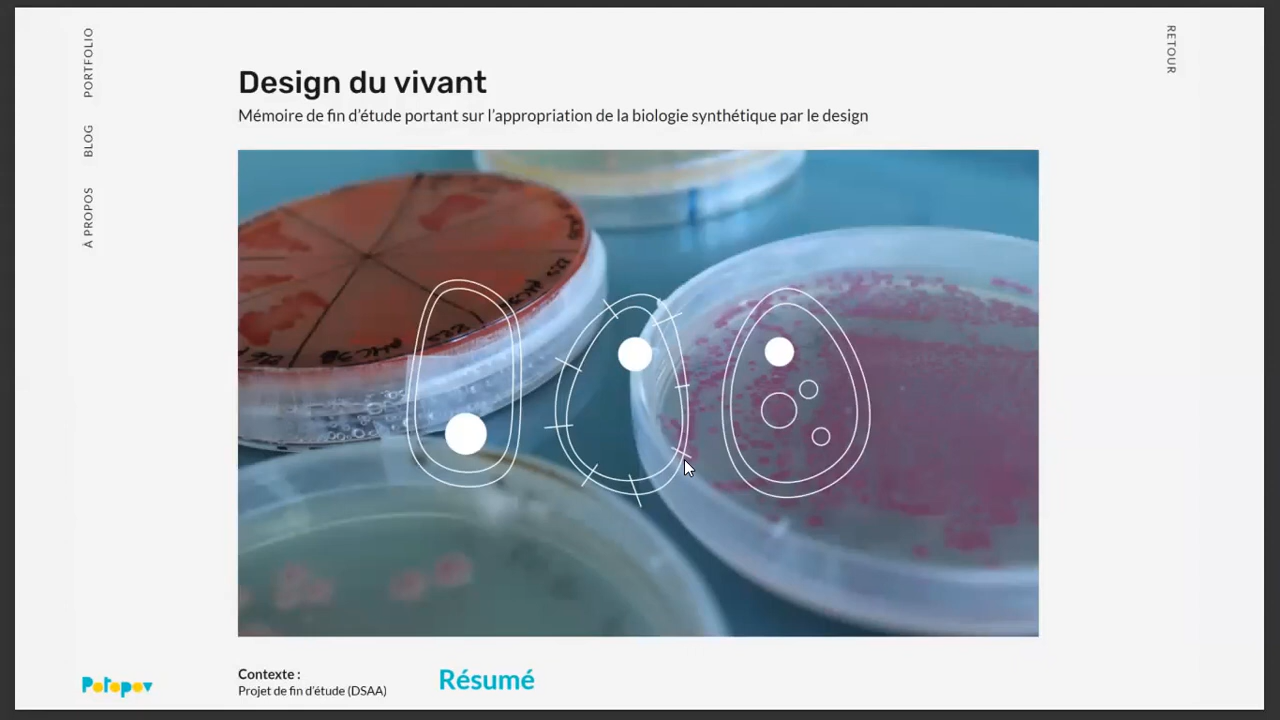 PORTFOLIO
BLOG
À PROPOS
RETOUR
Design du vivant
Mémoire de fin d'étude portant sur l'appropriation de la biologie synthétique par le design
Potopov
Contexte :
Projet de fin d'étude (DSAA)
Résumé